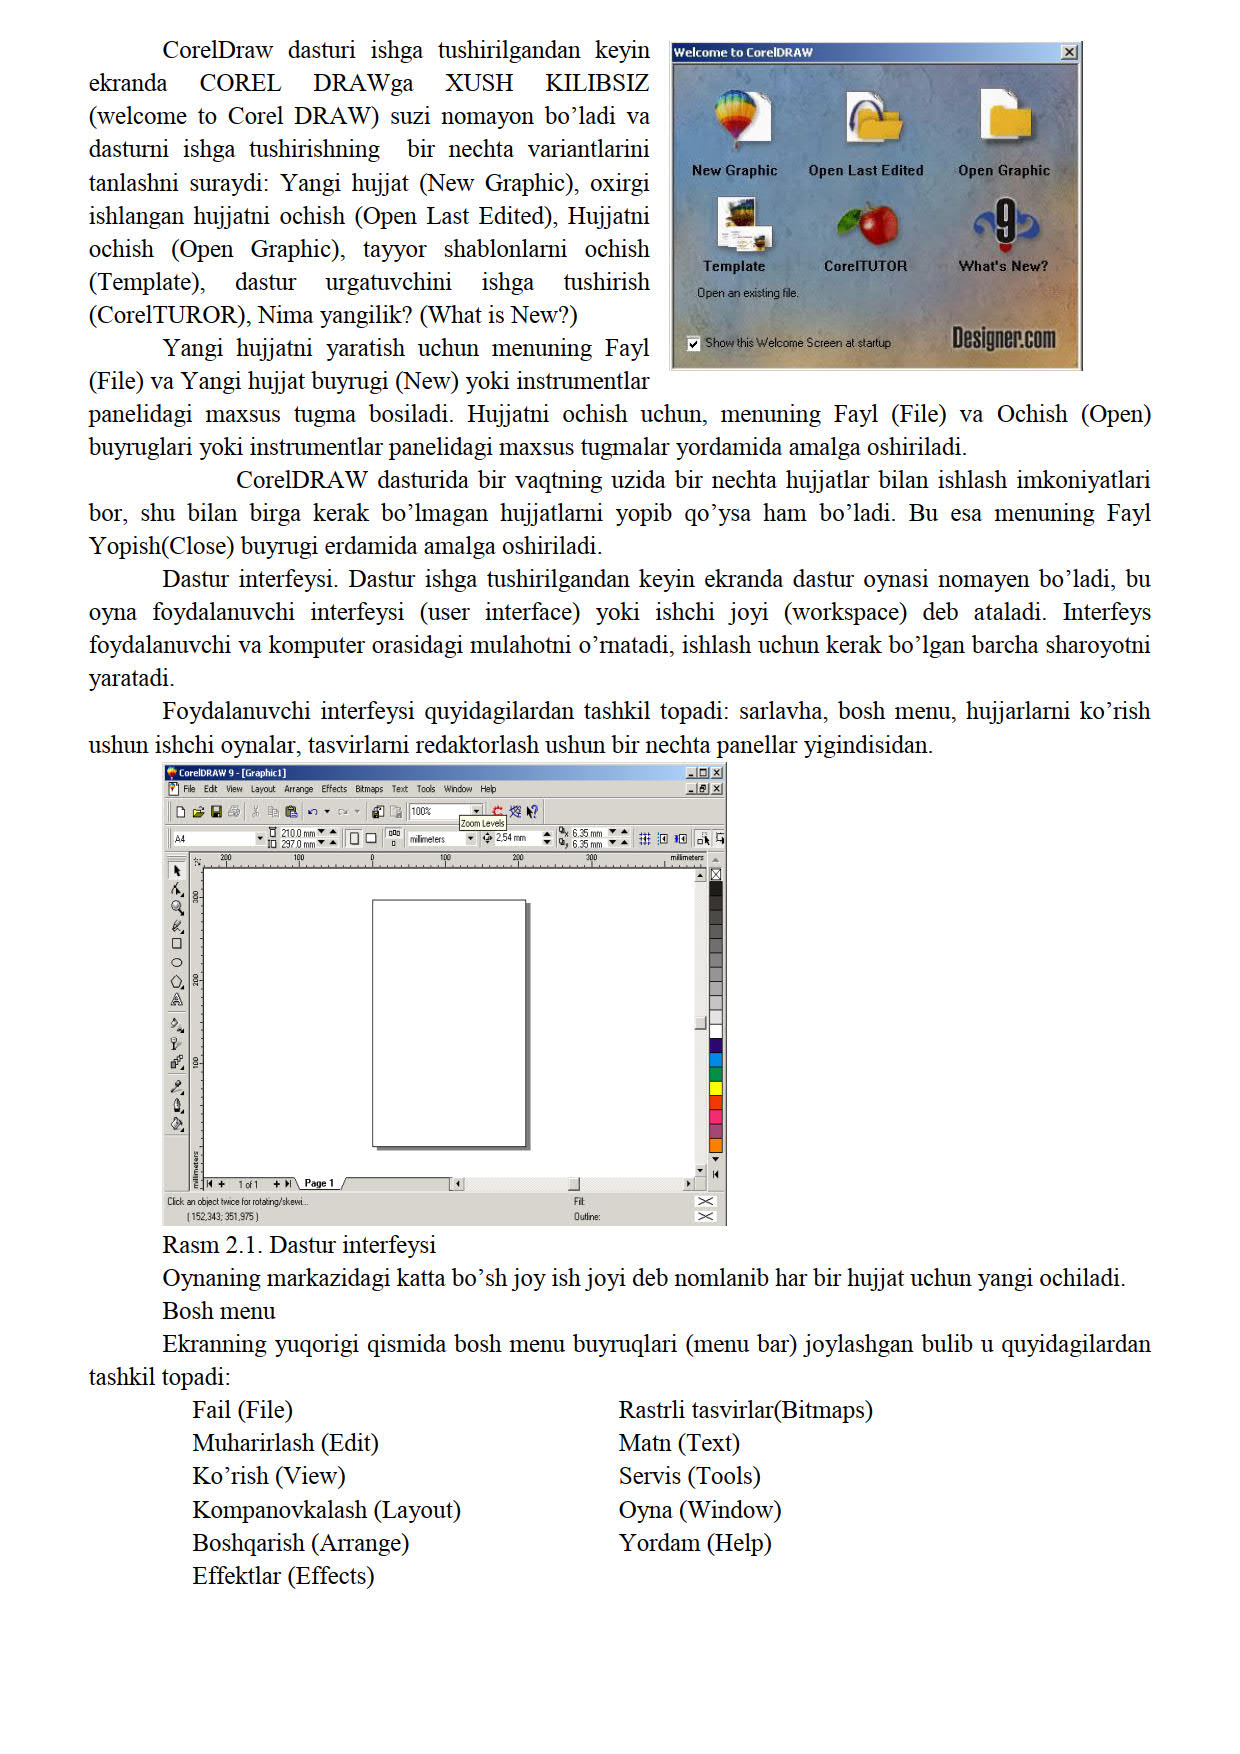 CorelDraw dasturi ishga tushirilgandan keyin
ekranda COREL DRAWga XUSH KILIBSIZ
(welcome to Corel DRAW) suzi nomayon bo’ladi va
dasturni ishga tushirishning bir nechta variantlarini
tanlashni suraydi: Yangi hujjat (New Graphic), oxirgi
ishlangan hujjatni ochish (Open Last Edited), Hujjatni
ochish (Open Graphic), tayyor shablonlarni ochish
(Template), dastur urgatuvchini ishga tushirish
(CorelTUROR), Nima yangilik? (What is New?)
Welcome to CorelDRAW
New Graphic Open Last Edited Open Graphic
9
Template CorelTUTOR What's New?
Open an existing file.
Show this Welcome Screen at startup
Designer.com
Yangi hujjatni yaratish uchun menuning Fayl
(File) va Yangi hujjat buyrugi (New) yoki instrumentlar
panelidagi maxsus tugma bosiladi. Hujjatni ochish uchun, menuning Fayl (File) va Ochish (Open)
buyruglari yoki instrumentlar panelidagi maxsus tugmalar yordamida amalga oshiriladi.
CorelDRAW dasturida bir vaqtning uzida bir nechta hujjatlar bilan ishlash imkoniyatlari
bor, shu bilan birga kerak bo’lmagan hujjatlarni yopib qo’ysa ham bo’ladi. Bu esa menuning Fayl
Yopish(Close) buyrugi erdamida amalga oshiriladi.
Dastur interfeysi. Dastur ishga tushirilgandan keyin ekranda dastur oynasi nomayen bo’ladi, bu
oyna foydalanuvchi interfeysi (user interface) yoki ishchi joyi (workspace) deb ataladi. Interfeys
foydalanuvchi va komputer orasidagi mulahotni o’rnatadi, ishlash uchun kerak bo’lgan barcha sharoyotni
yaratadi.
Foydalanuvchi interfeysi quyidagilardan tashkil topadi: sarlavha, bosh menu, hujjarlarni ko’rish
ushun ishchi oynalar, tasvirlarni redaktorlash ushun bir nechta panellar yigindisidan.
CorelDRAW 9 - [Graphic1]
File Edit View Layout Arrange Effects Bitmaps Text Tools Window Help
100%
Zoom Levels
A4 210,0 mm 297,0 mm millimeters 2,54 mm 6,35 mm 6,35 mm
200 100 0 100 200 300 millimeters
300
200
100
millimeters
1 of 1 Page 1
Click an object twice for rotating/skewi... Fill:
( 152,343; 351,975 ) Outline:
Rasm 2.1. Dastur interfeysi
Oynaning markazidagi katta bo’sh joy ish joyi deb nomlanib har bir hujjat uchun yangi ochiladi.
Bosh menu
Ekranning yuqorigi qismida bosh menu buyruqlari (menu bar) joylashgan bulib u quyidagilardan
tashkil topadi:
Fail (File)
Muharirlash (Edit)
Ko’rish (View)
Kompanovkalash (Layout)
Boshqarish (Arrange)
Effektlar (Effects)
Rastrli tasvirlar(Bitmaps)
Matn (Text)
Servis (Tools)
Oyna (Window)
Yordam (Help)